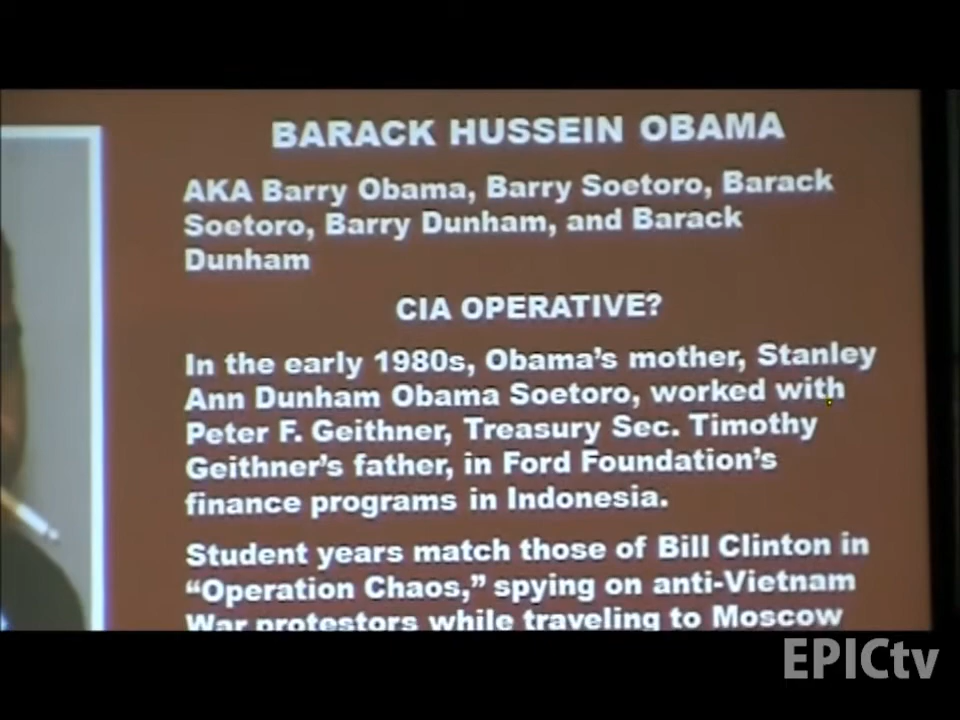 BARACK HUSSEIN OBAMA
AKA Barry Obama, Barry Soetoro, Barack
Soetoro, Barry Dunham, and Barack
Dunham
CIA OPERATIVE?
In the early 1980s, Obama's mother, Stanley
Ann Dunham Obama Soetoro, worked with
Peter F. Geithner, Treasury Sec. Timothy
Geithner's father, in Ford Foundation's
finance programs in Indonesia.
Student years match those of Bill Clinton in
“Operation Chaos,” spying on anti-Vietnam
War protestors while traveling to Moscow
EPICtv